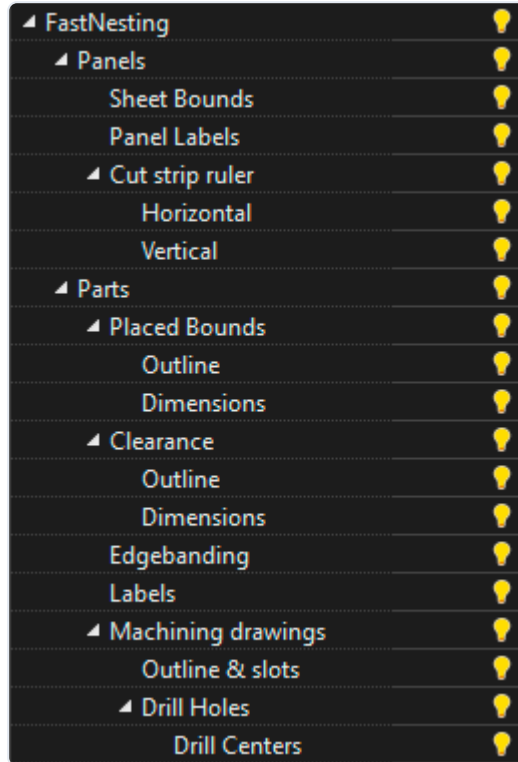 FastNesting
Panels
Sheet Bounds
Panel Labels
Cut strip ruler
Horizontal
Vertical
Parts
Placed Bounds
Outline
Dimensions
Clearance
Outline
Dimensions
Edgebanding
Labels
Machining drawings
Outline & slots
Drill Holes
Drill Centers